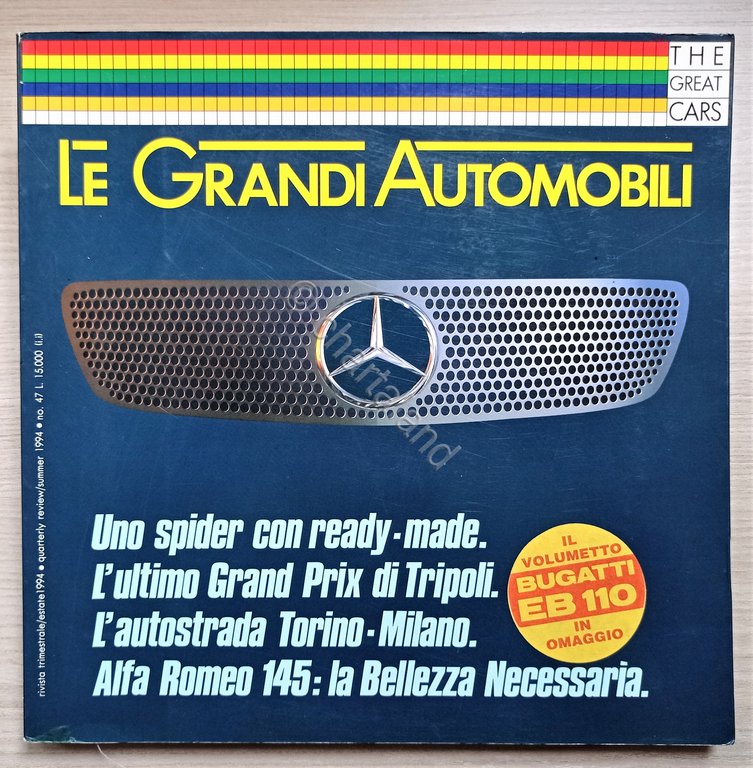 THE
GREAT
CARS
LE GRANDI AUTOMOBILI
© chartaland
rivista trimestrale/estate1994 • quarterly review/summer 1994 • no. 47 L. 15.000 (i.i)
Uno spider con ready-made.
L'ultimo Grand Prix di Tripoli.
L'autostrada Torino-Milano.
Alfa Romeo 145: la Bellezza Necessaria.
IL
VOLUMETTO
BUGATTI
EB 110
IN
OMAGGIO